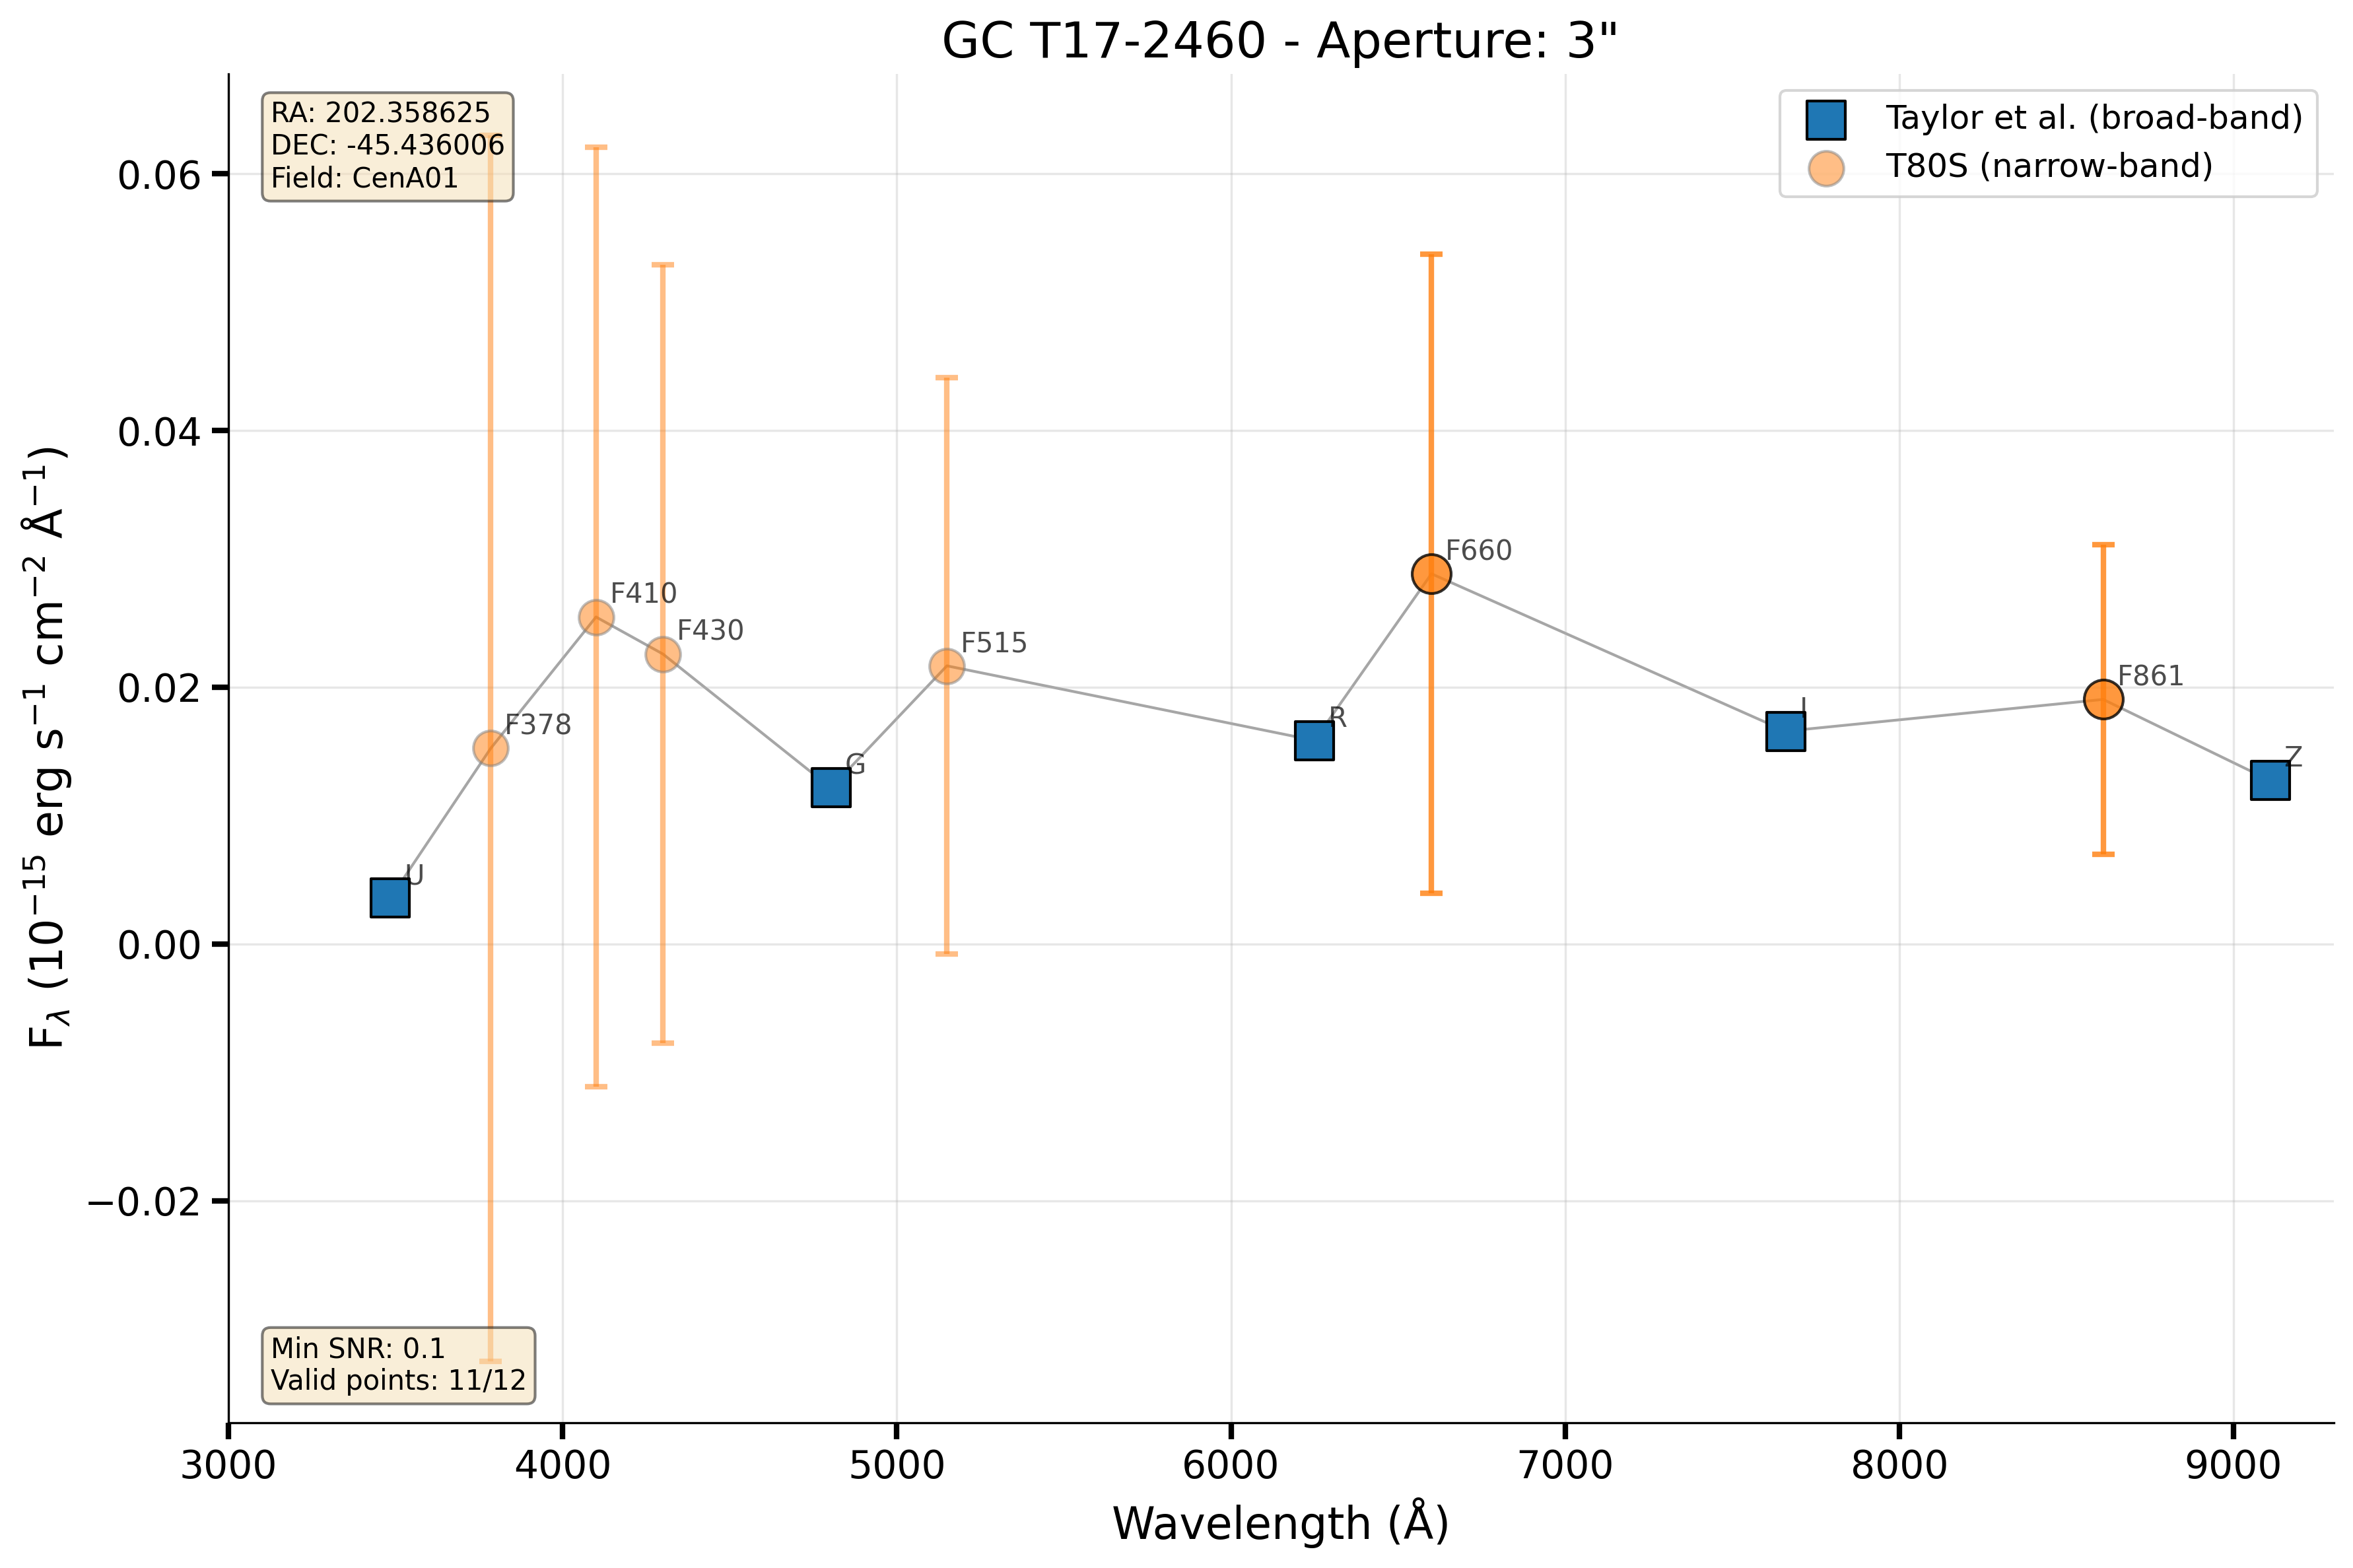 GC T17-2460 - Aperture: 3"
RA: 202.358625
DEC: -45.436006
Field: CenA01
Taylor et al. (broad-band)
T80S (narrow-band)
0.06
0.04
0.02
0.00
−0.02
F_λ (10⁻¹⁵ erg s⁻¹ cm⁻² Å⁻¹)
U
F378
F410
F430
G
F515
R
F660
I
F861
Z
Min SNR: 0.1
Valid points: 11/12
3000 4000 5000 6000 7000 8000 9000
Wavelength (Å)